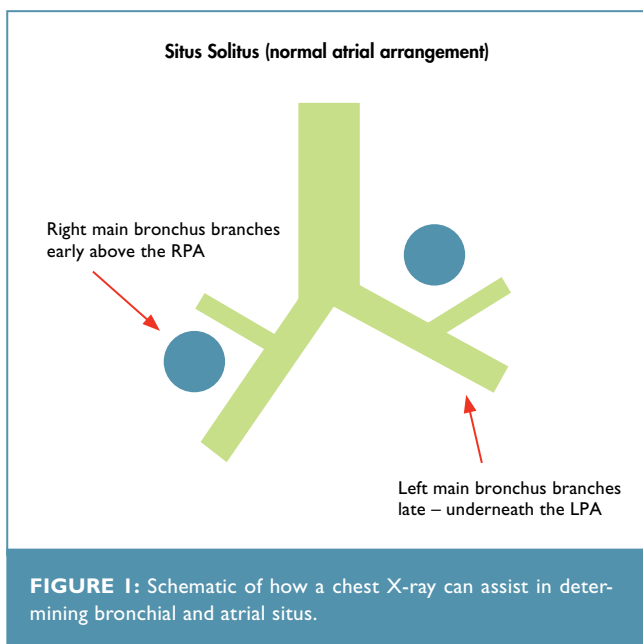 Situs Solitus (normal atrial arrangement)
Right main bronchus branches
early above the RPA
Left main bronchus branches
late – underneath the LPA
FIGURE 1: Schematic of how a chest X-ray can assist in deter-
mining bronchial and atrial situs.